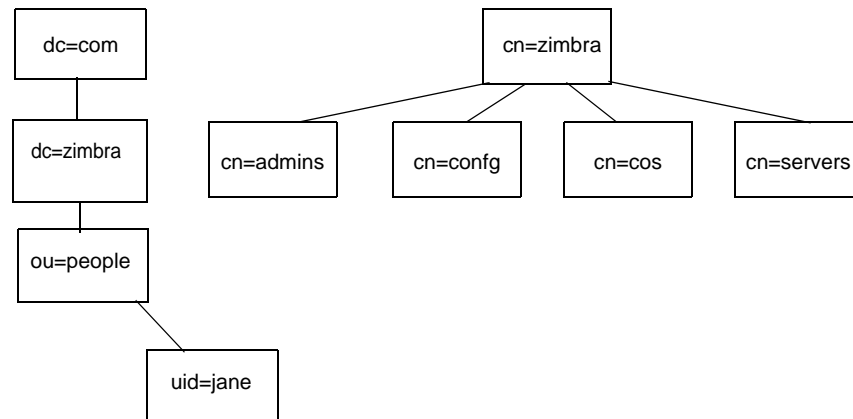 dc=com
cn=zimbra
dc=zimbra
cn=admins
cn=confg
cn=cos
cn=servers
ou=people
uid=jane